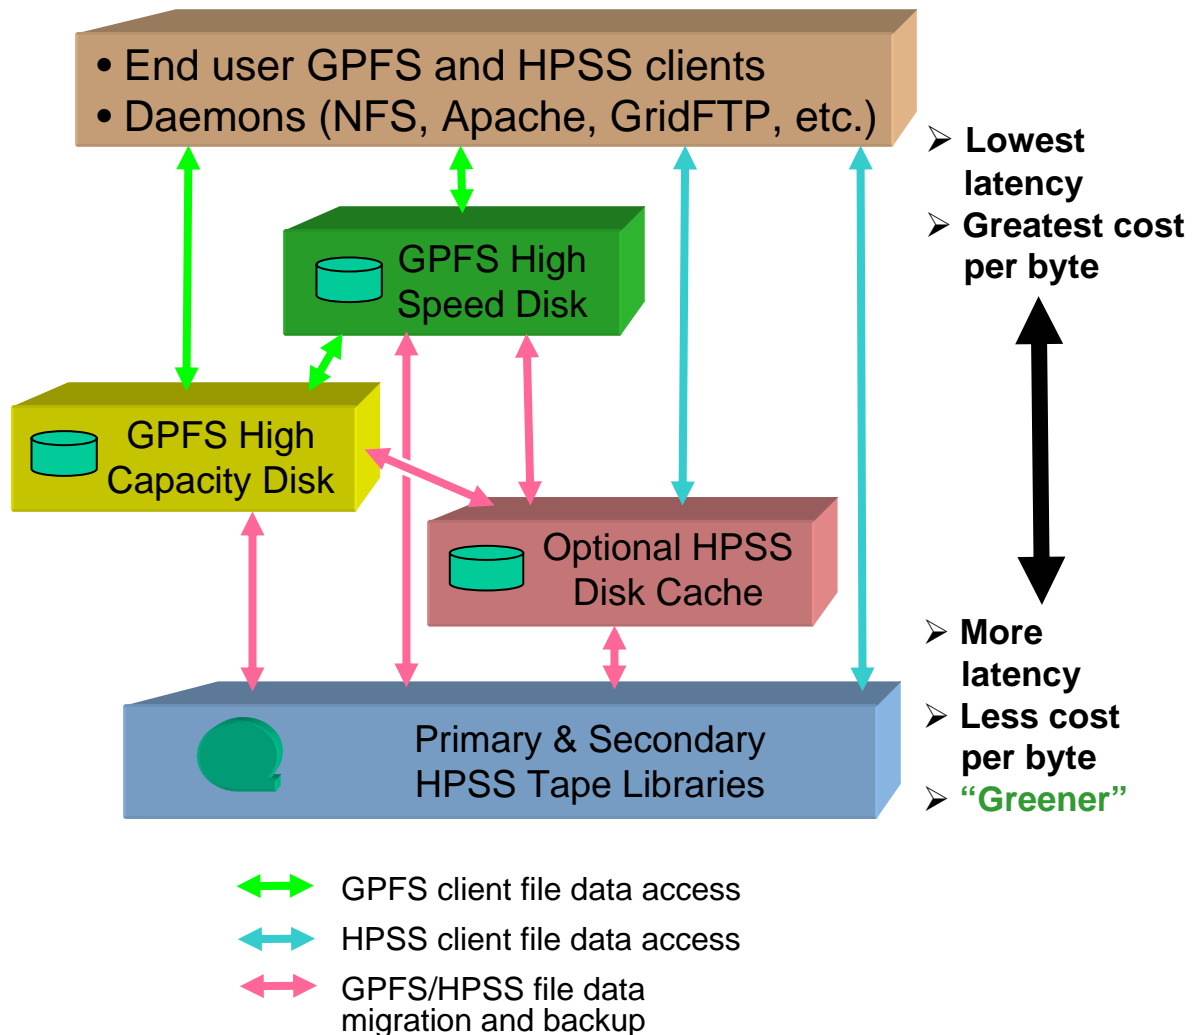 • End user GPFS and HPSS clients
• Daemons (NFS, Apache, GridFTP, etc.)
➢ Lowest
latency
➢ Greatest cost
per byte
GPFS High
Speed Disk
GPFS High
Capacity Disk
Optional HPSS
Disk Cache
➢ More
latency
➢ Less cost
per byte
➢ “Greener”
Primary & Secondary
HPSS Tape Libraries
GPFS client file data access
HPSS client file data access
GPFS/HPSS file data
migration and backup